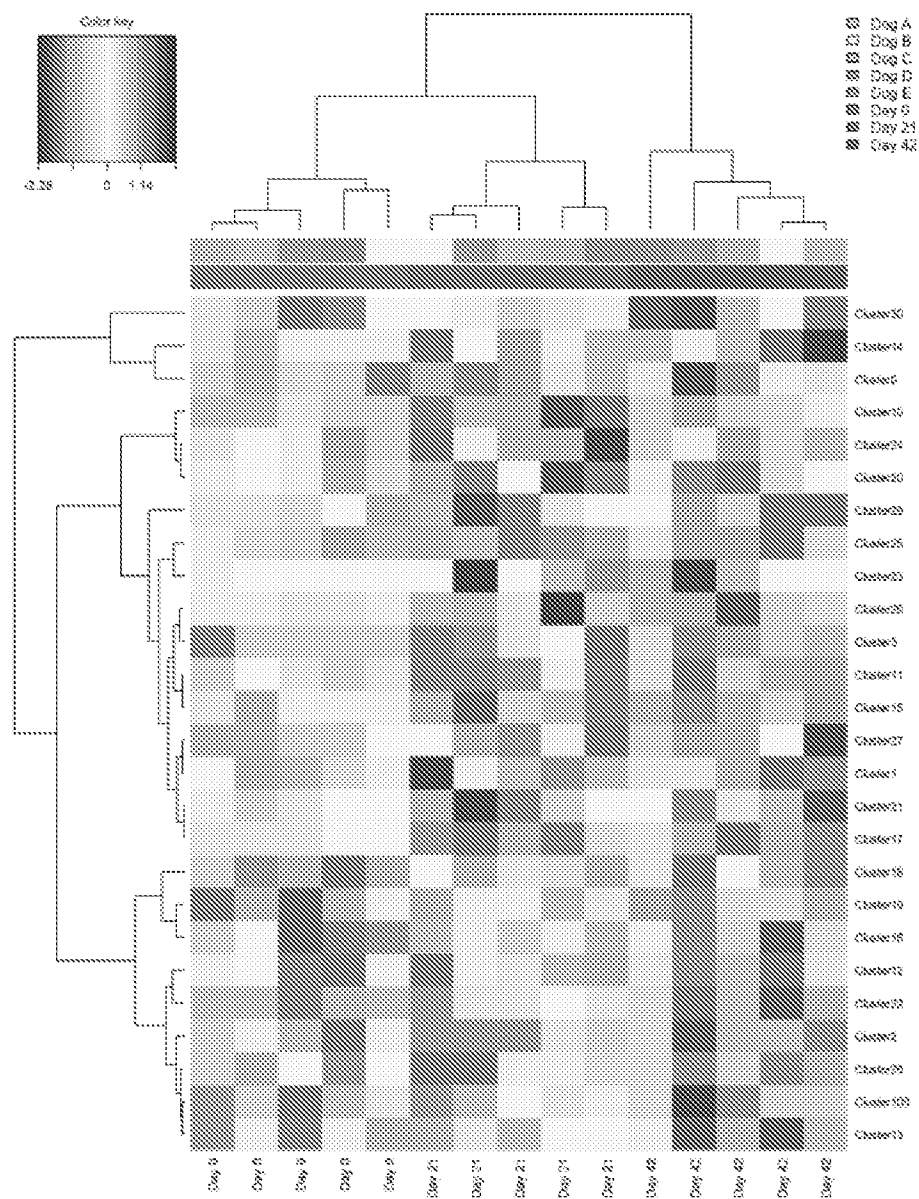 Color key
-2.28 0 1.14
Dog A
Dog B
Dog C
Dog D
Dog E
Day 0
Day 21
Day 42
Cluster30
Cluster14
Cluster10
Cluster24
Cluster20
Cluster29
Cluster25
Cluster23
Cluster3
Cluster11
Cluster15
Cluster27
Cluster1
Cluster21
Cluster17
Cluster18
Cluster19
Cluster12
Cluster22
Cluster2
Cluster13
Day 0 Day 0 Day 0 Day 0 Day 0 Day 21 Day 21 Day 21 Day 21 Day 21 Day 42 Day 42 Day 42 Day 42 Day 42